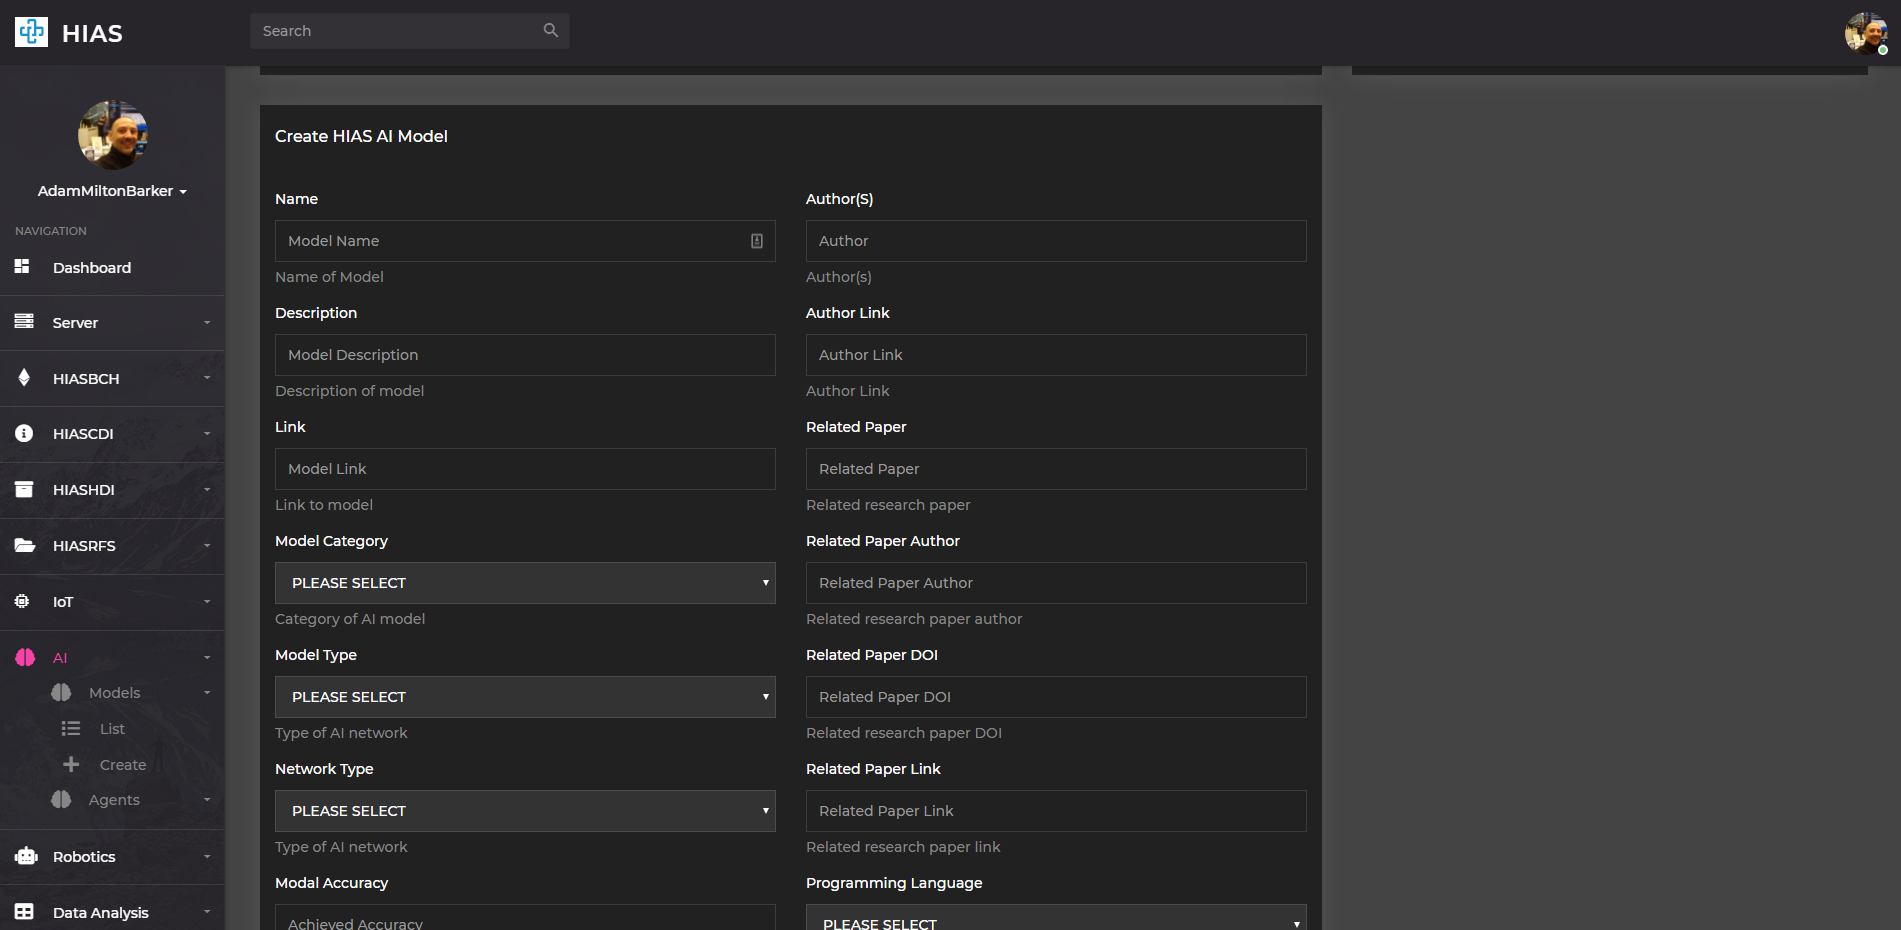 HIAS
Search
AdamMiltonBarker
NAVIGATION
Dashboard
Server
HIASBCH
HIASCDI
HIASHDI
HIASRFS
IoT
AI
Models
List
Create
Agents
Robotics
Data Analysis
Create HIAS AI Model
Name
Model Name
Name of Model
Description
Model Description
Description of model
Link
Model Link
Link to model
Model Category
PLEASE SELECT
Category of AI model
Model Type
PLEASE SELECT
Type of AI network
Network Type
PLEASE SELECT
Type of AI network
Modal Accuracy
Achieved Accuracy
Author(S)
Author
Author(s)
Author Link
Author Link
Author Link
Related Paper
Related Paper
Related research paper
Related Paper Author
Related Paper Author
Related research paper author
Related Paper DOI
Related Paper DOI
Related research paper DOI
Related Paper Link
Related Paper Link
Related research paper link
Programming Language
PLEASE SELECT